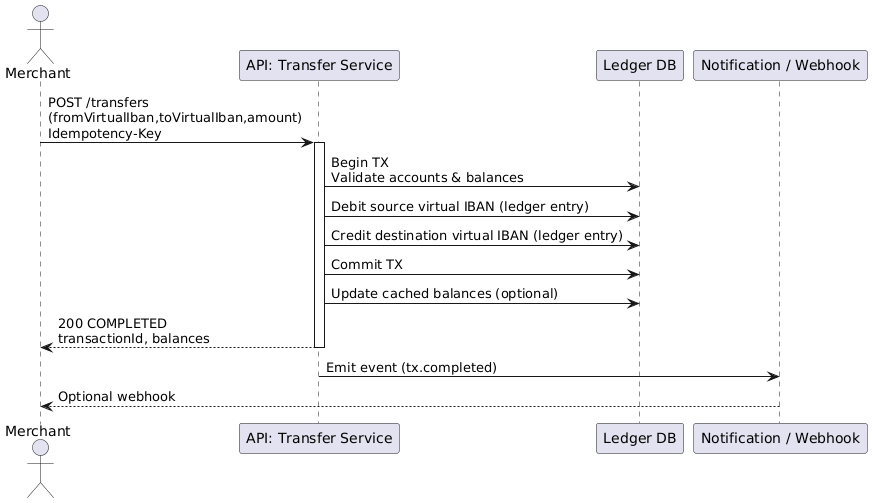 Merchant
API: Transfer Service
Ledger DB
Notification / Webhook
POST /transfers
(fromVirtualIban,toVirtualIban,amount)
Idempotency-Key
Begin TX
Validate accounts & balances
Debit source virtual IBAN (ledger entry)
Credit destination virtual IBAN (ledger entry)
Commit TX
Update cached balances (optional)
200 COMPLETED
transactionId, balances
Emit event (tx.completed)
Optional webhook
Merchant
API: Transfer Service
Ledger DB
Notification / Webhook